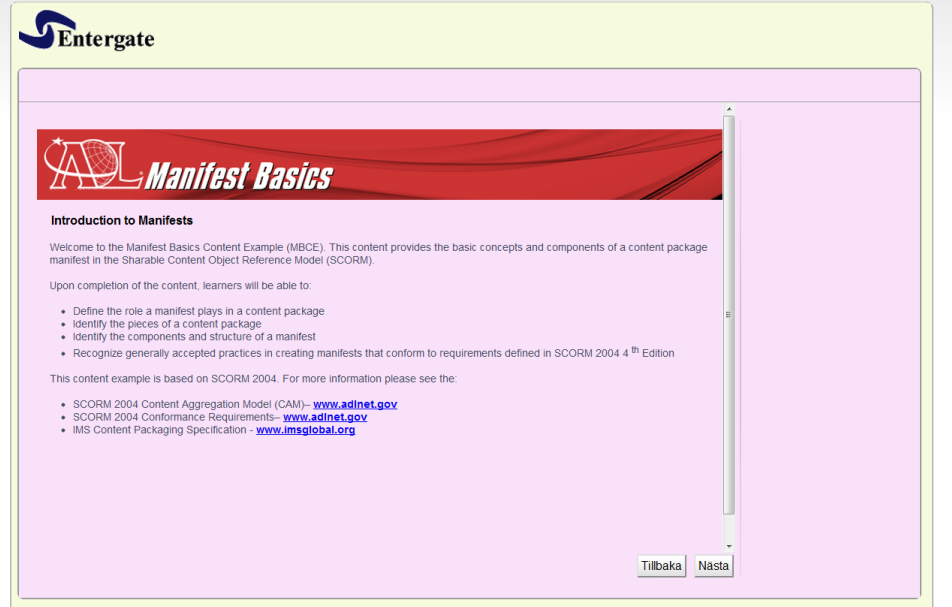 Entergate
ADL Manifest Basics
Introduction to Manifests
Welcome to the Manifest Basics Content Example (MBCE). This content provides the basic concepts and components of a content package
manifest in the Sharable Content Object Reference Model (SCORM).
Upon completion of the content, learners will be able to:
• Define the role a manifest plays in a content package
• Identify the pieces of a content package
• Identify the components and structure of a manifest
• Recognize generally accepted practices in creating manifests that conform to requirements defined in SCORM 2004 4 th Edition
This content example is based on SCORM 2004. For more information please see the:
• SCORM 2004 Content Aggregation Model (CAM)– www.adlnet.gov
• SCORM 2004 Conformance Requirements– www.adlnet.gov
• IMS Content Packaging Specification - www.imsglobal.org
Tillbaka Nästa